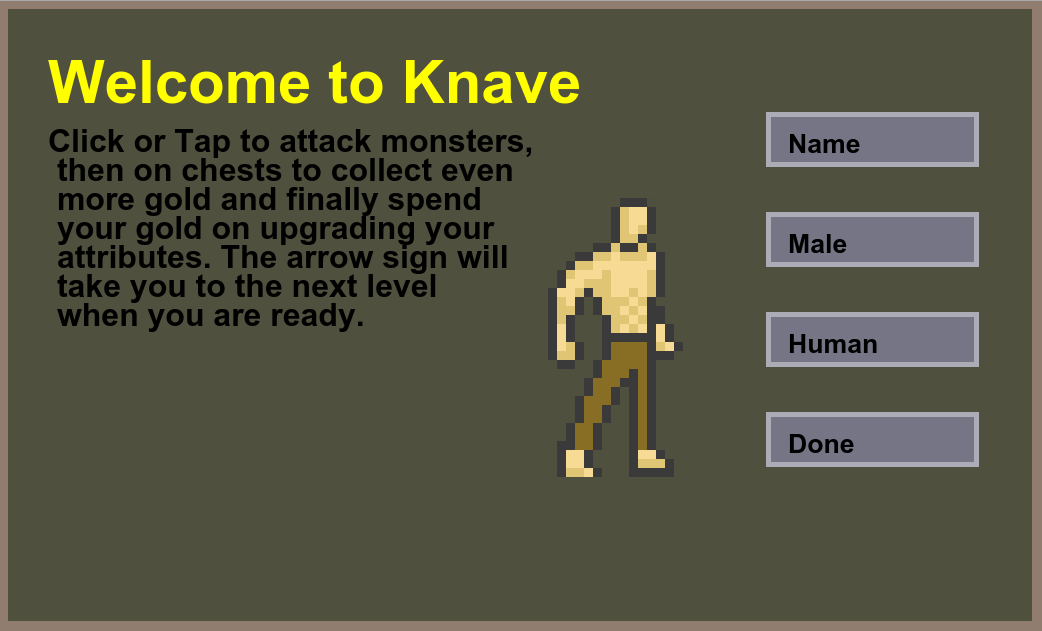 Welcome to Knave
Click or Tap to attack monsters,
then on chests to collect even
more gold and finally spend
your gold on upgrading your
attributes. The arrow sign will
take you to the next level
when you are ready.
Name
Male
Human
Done